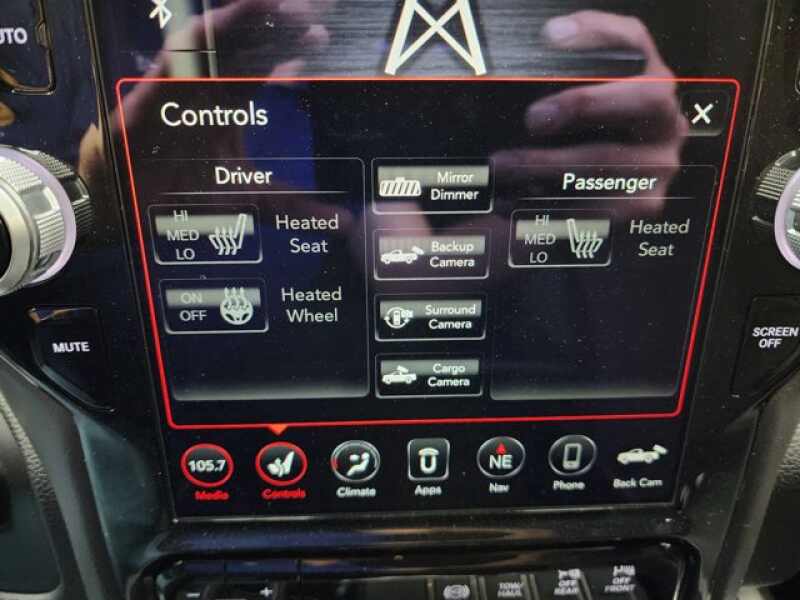 AUTO
Controls
X
Driver
Mirror
Dimmer
Passenger
HI
MED
LO
Heated
Seat
Backup
Camera
HI
MED
LO
Heated
Seat
ON
OFF
Heated
Wheel
Surround
Camera
Cargo
Camera
MUTE
SCREEN
OFF
105.7
Media
Controls
Climate
Apps
NE
Nav
Phone
Back Cam
- +
TOW/
HAUL
OFF
REAR
OFF
FRONT